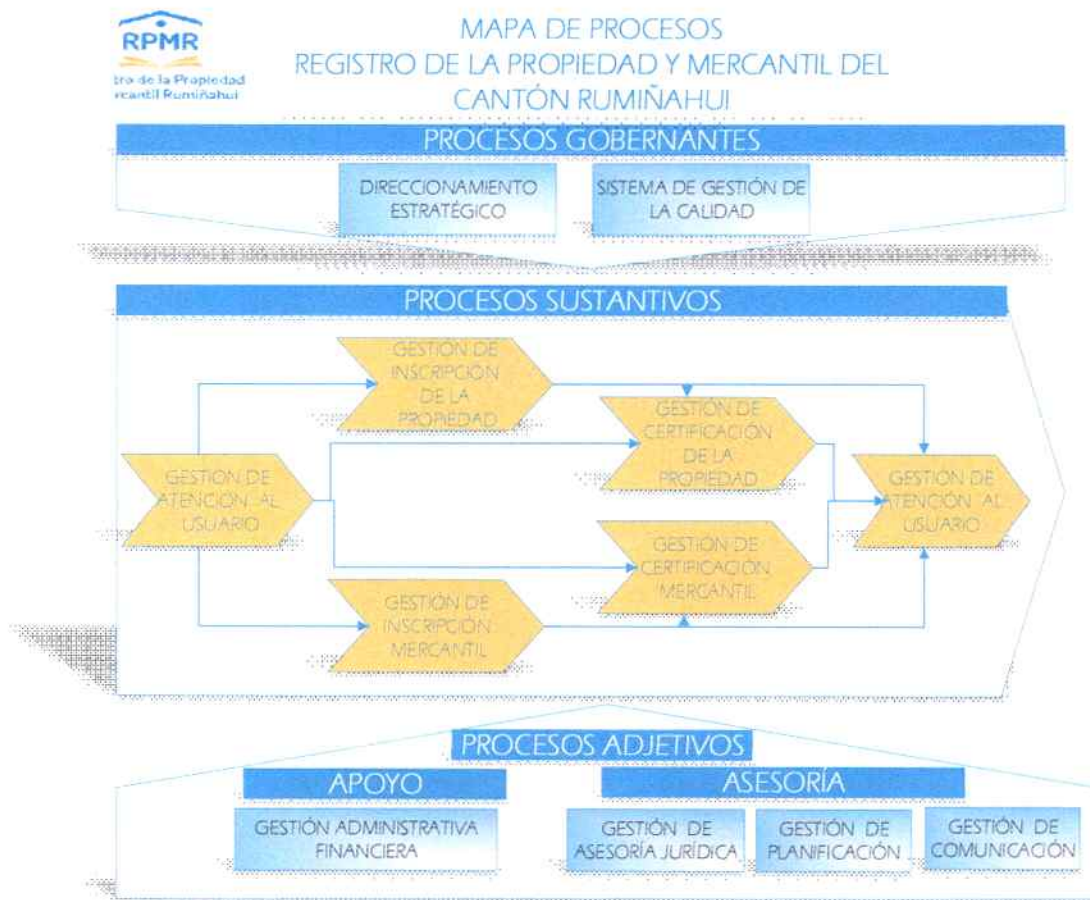 RPMR
tro de la Propiedad
rcantil Rumiñahui
MAPA DE PROCESOS
REGISTRO DE LA PROPIEDAD Y MERCANTIL DEL
CANTÓN RUMIÑAHUI
PROCESOS GOBERNANTES
DIRECCIONAMIENTO
ESTRATÉGICO
SISTEMA DE GESTIÓN DE
LA CALIDAD
PROCESOS SUSTANTIVOS
GESTIÓN DE
INSCRIPCIÓN
DE LA
PROPIEDAD
GESTIÓN DE
CERTIFICACIÓN
DE LA
PROPIEDAD
GESTIÓN DE
ATENCIÓN AL
USUARIO
GESTIÓN DE
ATENCIÓN AL
USUARIO
GESTIÓN DE
CERTIFICACIÓN
MERCANTIL
GESTIÓN DE
INSCRIPCIÓN
MERCANTIL
PROCESOS ADJETIVOS
APOYO
ASESORÍA
GESTIÓN ADMINISTRATIVA
FINANCIERA
GESTIÓN DE
ASESORÍA JURÍDICA
GESTIÓN DE
PLANIFICACIÓN
GESTIÓN DE
COMUNICACIÓN